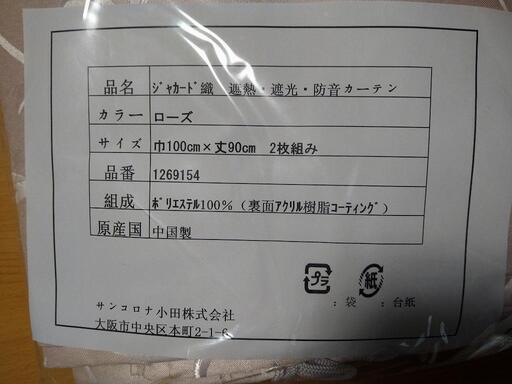 品名 ｼﾞｬｶｰﾄﾞ織 遮熱・遮光・防音カーテン
カラー ローズ
サイズ 巾100cm×丈90cm 2枚組み
品番 1269154
組成 ﾎﾟﾘｴｽﾃﾙ100％（裏面ｱｸﾘﾙ樹脂ｺｰﾃｨﾝｸﾞ）
原産国 中国製
プラ 紙
：袋 ：台紙
サンコロナ小田株式会社
大阪市中央区本町2-1-6